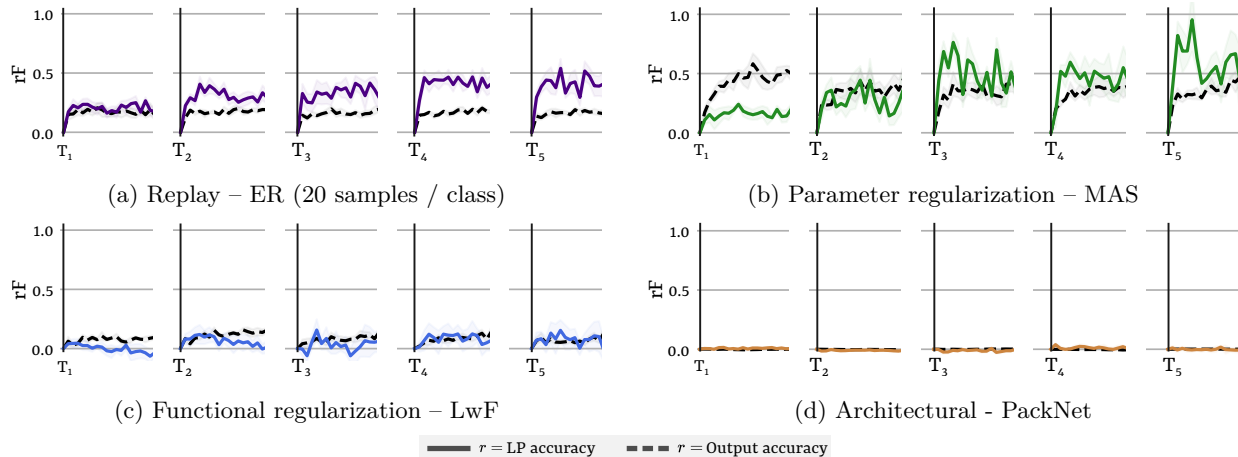 1.0
0.5
0.0
rF
T1 T2 T3 T4 T5
(a) Replay – ER (20 samples / class)
1.0
0.5
0.0
rF
T1 T2 T3 T4 T5
(b) Parameter regularization – MAS
1.0
0.5
0.0
rF
T1 T2 T3 T4 T5
(c) Functional regularization – LwF
1.0
0.5
0.0
rF
T1 T2 T3 T4 T5
(d) Architectural - PackNet
r = LP accuracy r = Output accuracy